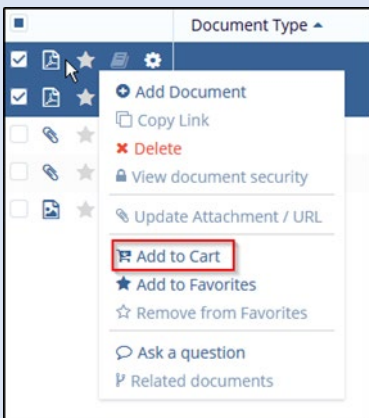 Document Type
Add Document
Copy Link
Delete
View document security
Update Attachment / URL
Add to Cart
Add to Favorites
Remove from Favorites
Ask a question
Related documents